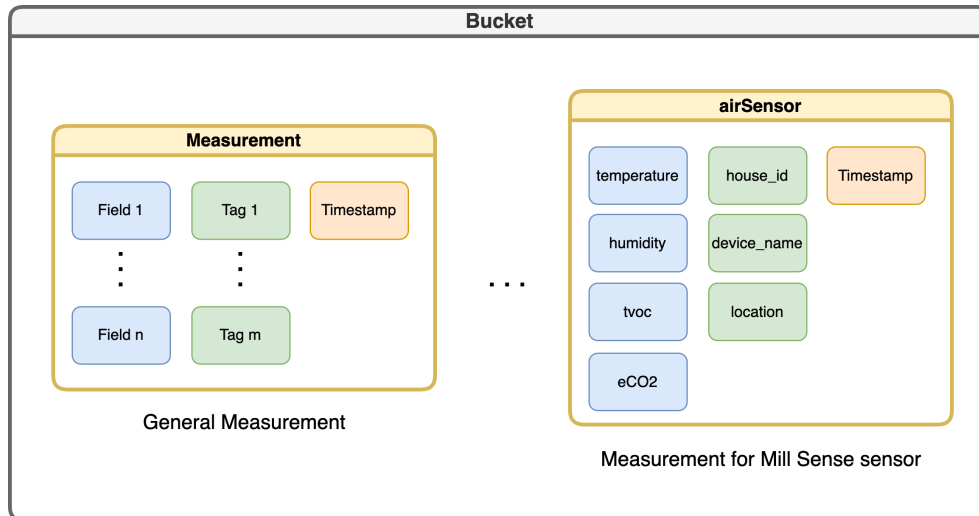 Bucket
Measurement
Field 1
Tag 1
Timestamp
Field n
Tag m
General Measurement
...
airSensor
temperature
house_id
Timestamp
humidity
device_name
tvoc
location
eCO2
Measurement for Mill Sense sensor